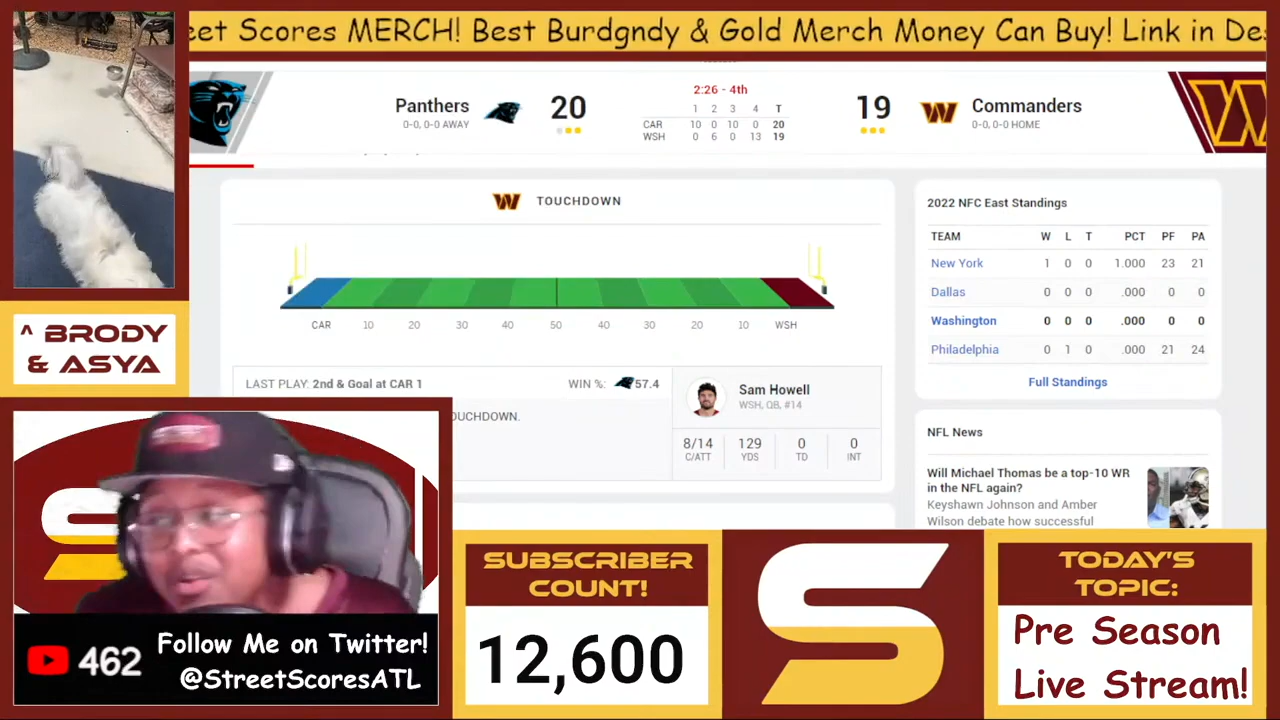 eet Scores MERCH! Best Burdgndy & Gold Merch Money Can Buy! Link in Des
Panthers
0-0, 0-0 AWAY
20
2:26 - 4th
1 2 3 4 T
CAR 10 0 10 0 20
WSH 0 6 0 13 19
19
Commanders
0-0, 0-0 HOME
TOUCHDOWN
CAR 10 20 30 40 50 40 30 20 10 WSH
LAST PLAY: 2nd & Goal at CAR 1
WIN %: 57.4
OUCHDOWN.
Sam Howell
WSH, QB, #14
8/14 129 0 0
C/ATT YDS TD INT
2022 NFC East Standings
TEAM W L T PCT PF PA
New York 1 0 0 1.000 23 21
Dallas 0 0 0 .000 0 0
Washington 0 0 0 .000 0 0
Philadelphia 0 1 0 .000 21 24
Full Standings
NFL News
Will Michael Thomas be a top-10 WR
in the NFL again?
Keyshawn Johnson and Amber
Wilson debate how successful
^ BRODY
& ASYA
462
Follow Me on Twitter!
@StreetScoresATL
SUBSCRIBER
COUNT!
12,600
S
TODAY'S
TOPIC:
Pre Season
Live Stream!